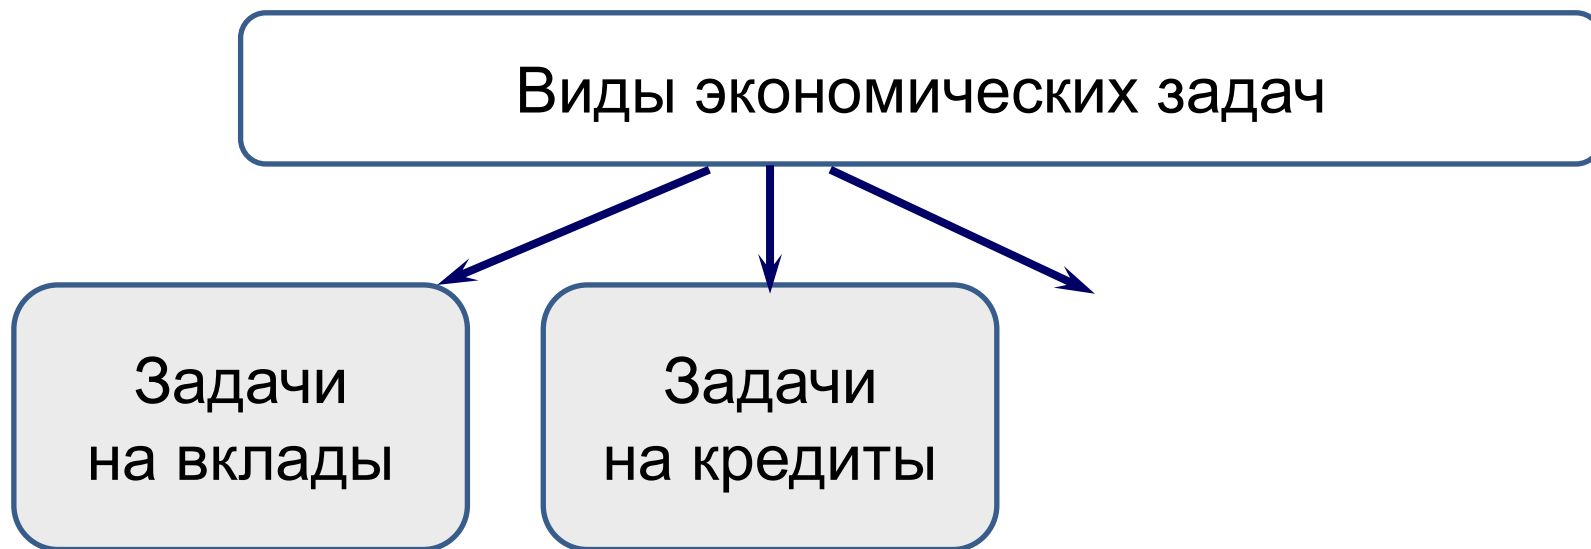 Виды экономических задач
Задачи
на вклады
Задачи
на кредиты